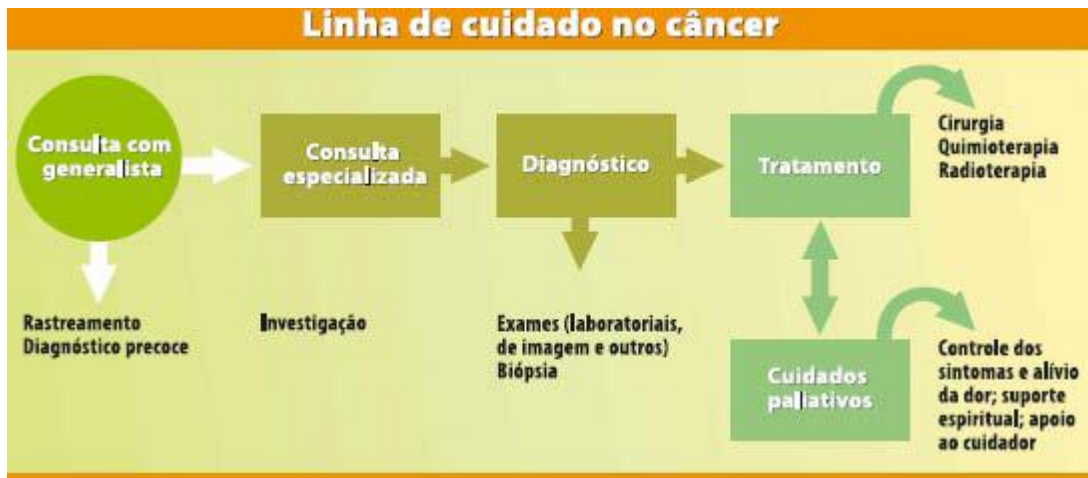 Linha de cuidado no câncer
Consulta com
generalista
Consulta
especializada
Diagnóstico
Tratamento
Cirurgia
Quimioterapia
Radioterapia
Rastreamento
Diagnóstico precoce
Investigação
Exames (laboratoriais,
de imagem e outros)
Biópsia
Cuidados
paliativos
Controle dos
sintomas e alívio
da dor; suporte
espiritual; apoio
ao cuidador